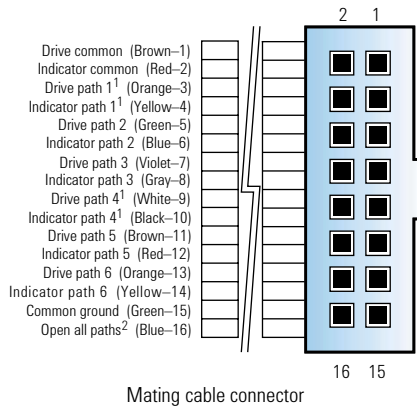 2 1
Drive common (Brown–1)
Indicator common (Red–2)
Drive path 1¹ (Orange–3)
Indicator path 1¹ (Yellow–4)
Drive path 2 (Green–5)
Indicator path 2 (Blue–6)
Drive path 3 (Violet–7)
Indicator path 3 (Gray–8)
Drive path 4¹ (White–9)
Indicator path 4¹ (Black–10)
Drive path 5 (Brown–11)
Indicator path 5 (Red–12)
Drive path 6 (Orange–13)
Indicator path 6 (Yellow–14)
Common ground (Green–15)
Open all paths² (Blue–16)
16 15
Mating cable connector